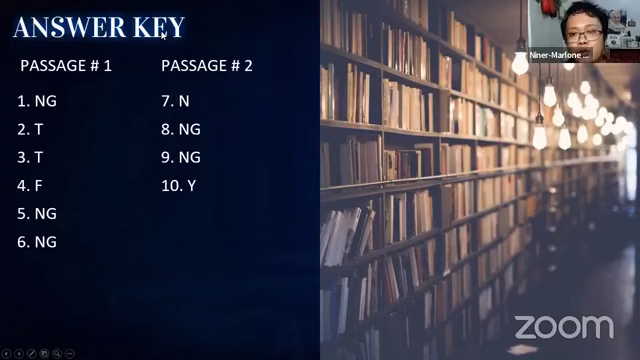 ANSWER KEY
PASSAGE # 1
1. NG
2. T
3. T
4. F
5. NG
6. NG
PASSAGE # 2
7. N
8. NG
9. NG
10. Y
Niner-Marlone ...
zoom